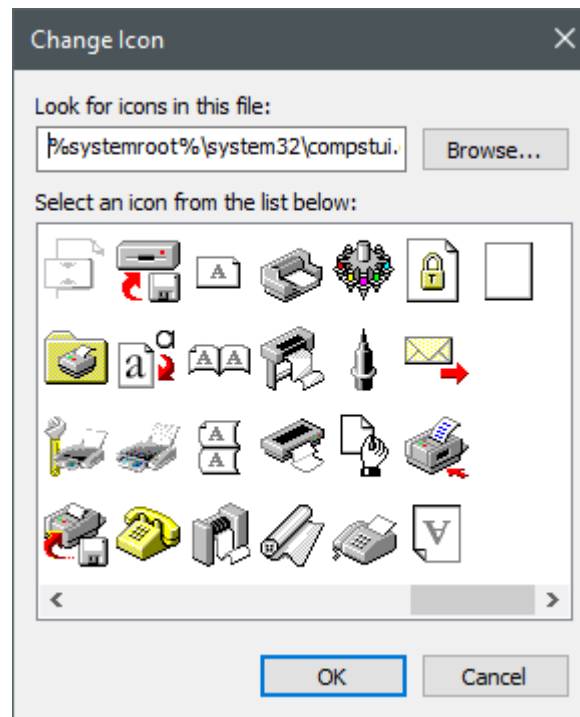 Change Icon
Look for icons in this file:
%systemroot%\system32\compstui.
Browse...
Select an icon from the list below:
A
a a A A
A
A
A
OK Cancel